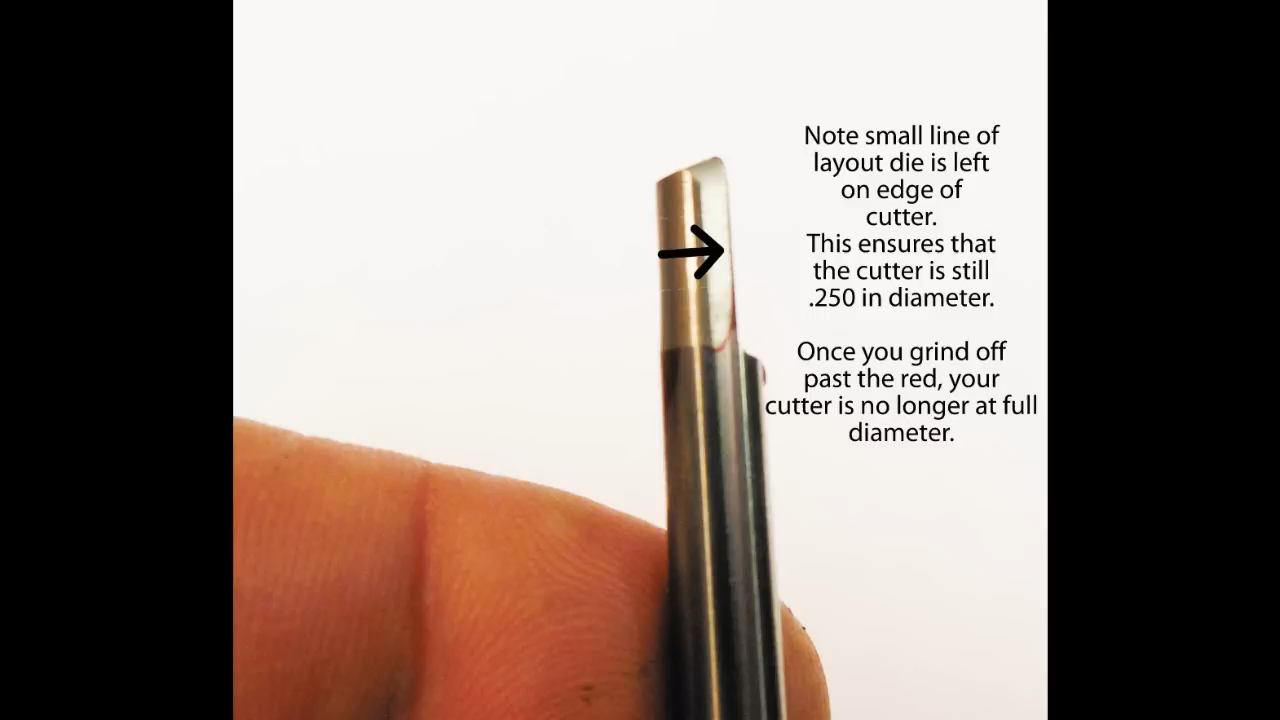 Note small line of
layout die is left
on edge of
cutter.
This ensures that
the cutter is still
.250 in diameter.
Once you grind off
past the red, your
cutter is no longer at full
diameter.